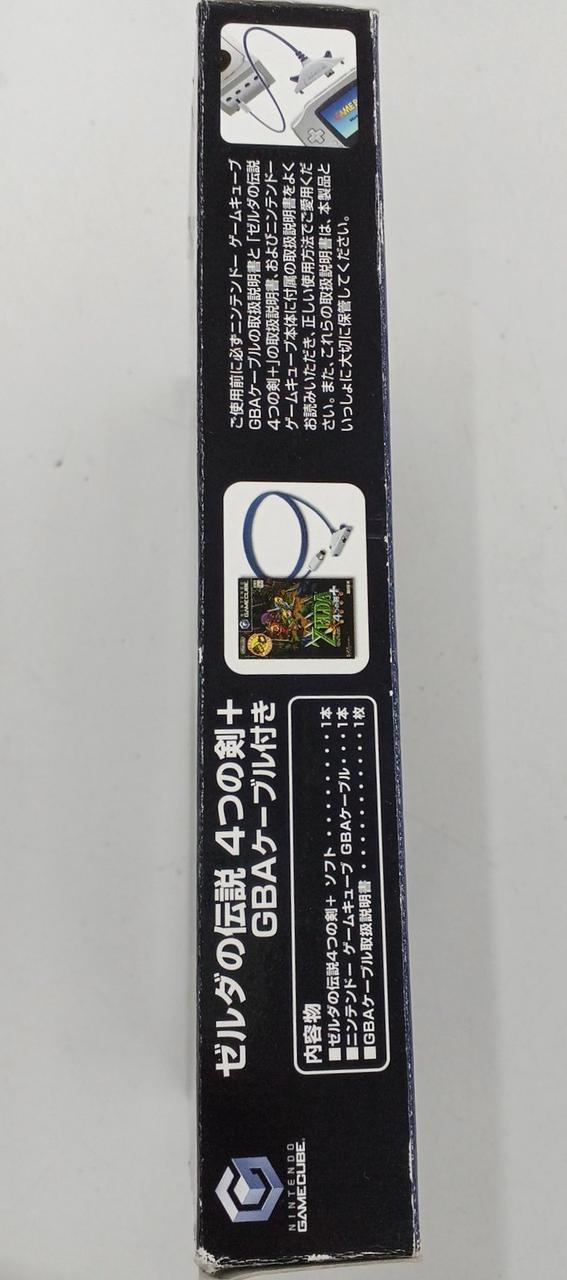 NINTENDO
GAMECUBE
ゼルダの伝説 4つの剣+
GBAケーブル付き
内容物
■ゼルダの伝説4つの剣+ ソフト・・・・・・・・・1本
■ニンテンドー ゲームキューブ GBAケーブル・・・1本
■GBAケーブル取扱説明書・・・・・・・・・・・1枚
NINTENDO
GAMECUBE
ZELDA
4つの剣+
ご使用前に必ずニンテンドー ゲームキューブ
GBAケーブルの取扱説明書と「ゼルダの伝説
4つの剣+」の取扱説明書、およびニンテンドー
ゲームキューブ本体に付属の取扱説明書をよく
お読みいただき、正しい使用方法でご愛用くだ
さい。また、これらの取扱説明書は、本製品と
いっしょに大切に保管してください。